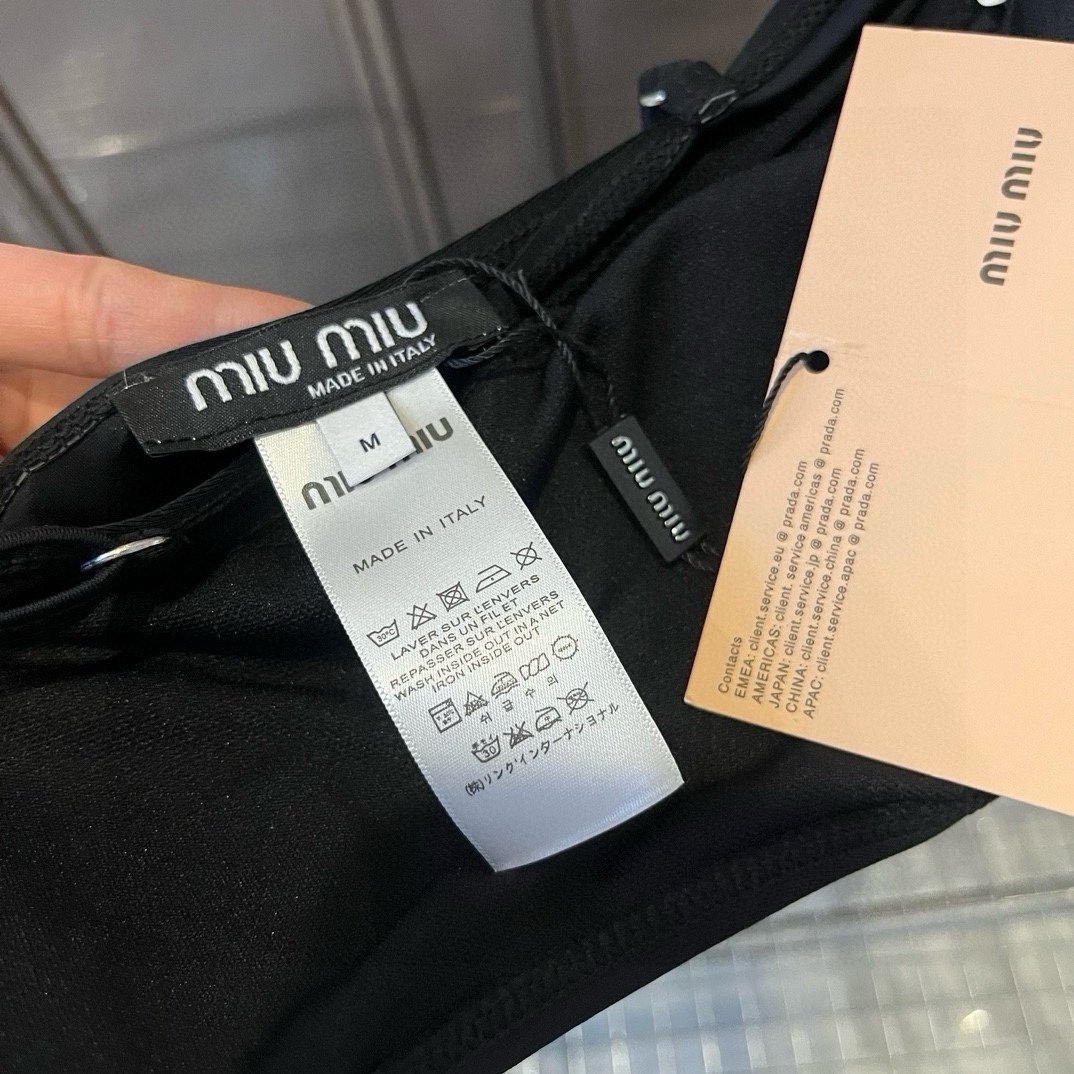 miu miu
MADE IN ITALY
M
MADE IN ITALY
30°C
LAVER SUR L'ENVERS
DANS UN FILET
REPASSER SUR L'ENVERS
WASH INSIDE OUT IN A NET
IRON INSIDE OUT
30
(株)リンク・インターナショナル
miu miu
miu miu
Contacts
EMEA: client.service.eu @ prada.com
AMERICAS: client.service.americas @ prada.com
JAPAN: client.service.jp @ prada.com
CHINA: client.service.china @ prada.com
APAC: client.service.apac @ prada.com